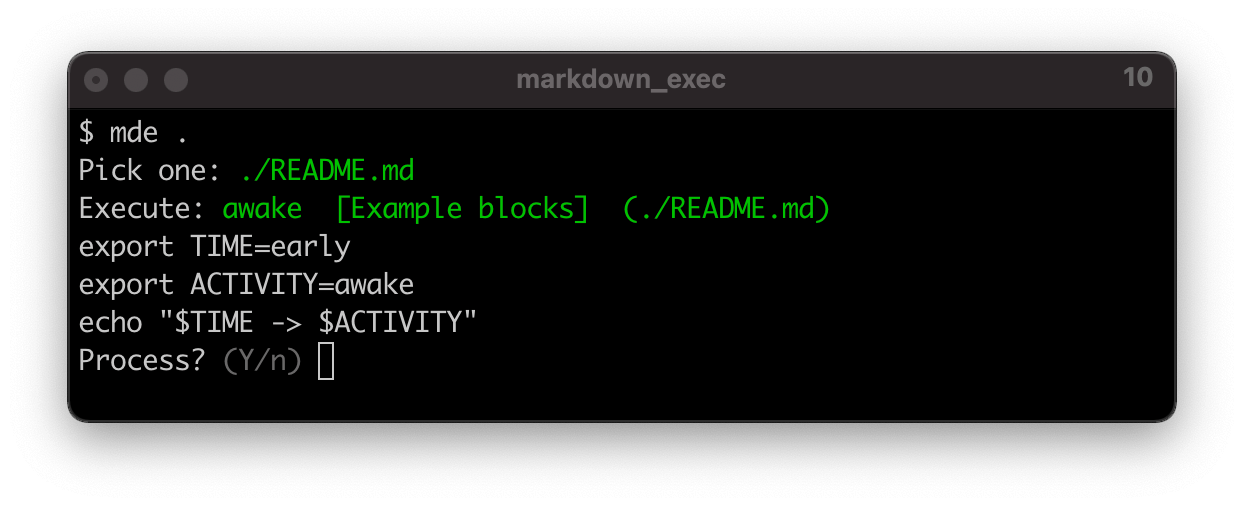 markdown_exec 10
$ mde .
Pick one: ./README.md
Execute: awake  [Example blocks]  (./README.md)
export TIME=early
export ACTIVITY=awake
echo "$TIME -> $ACTIVITY"
Process? (Y/n)